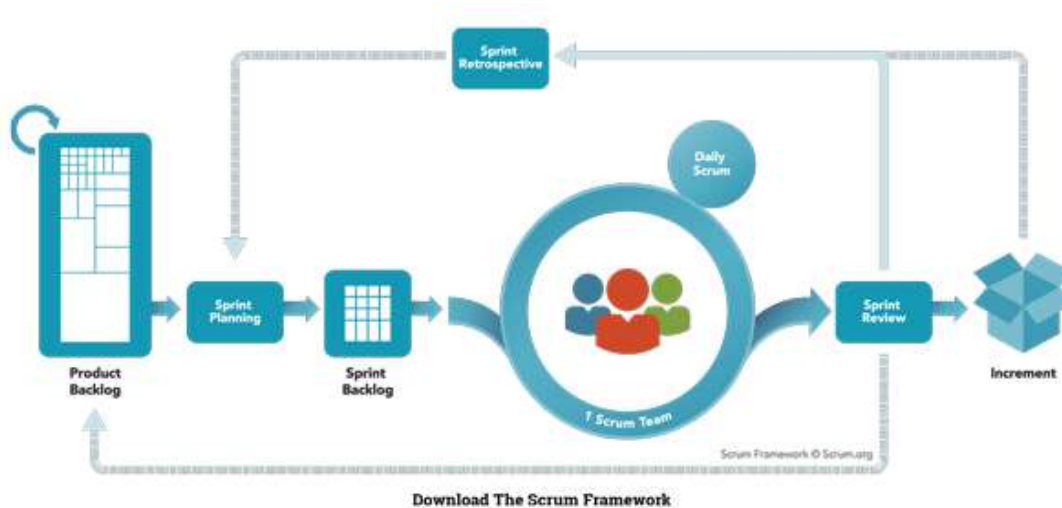 Sprint
Retrospective
Daily
Scrum
Sprint
Planning
Sprint
Review
Product
Backlog
Sprint
Backlog
Increment
1 Scrum Team
Scrum Framework © Scrum.org
Download The Scrum Framework